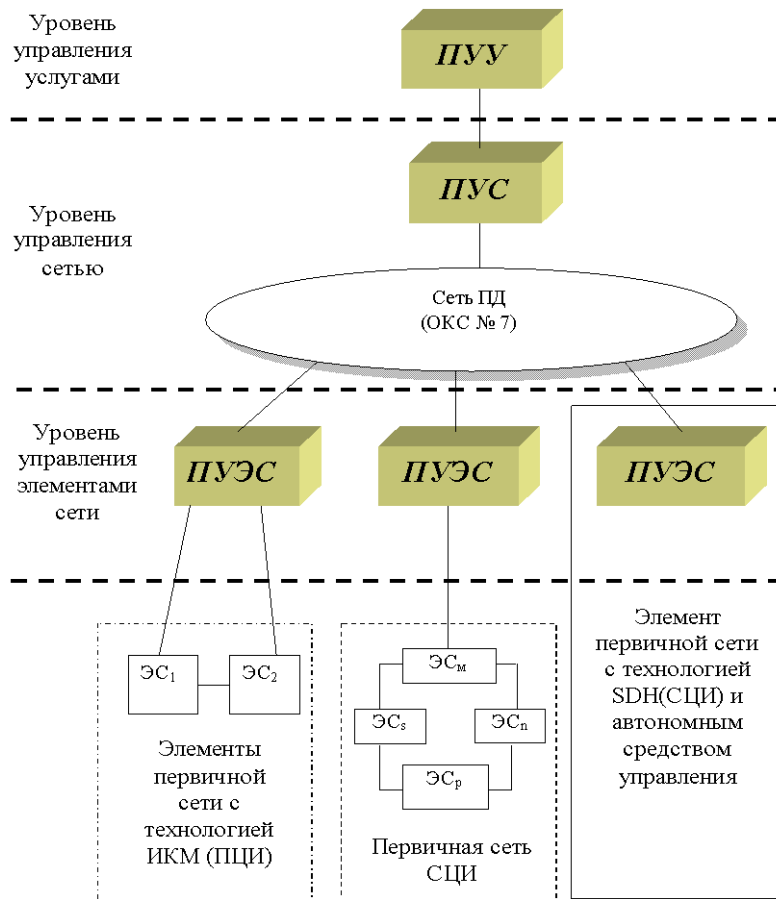 Уровень
управления
услугами
ПУУ
Уровень
управления
сетью
ПУС
Сеть ПД
(ОКС № 7)
Уровень
управления
элементами
сети
ПУЭС
ПУЭС
ПУЭС
ЭС1
ЭС2
Элементы
первичной
сети с
технологией
ИКМ (ПЦИ)
ЭСм
ЭСs
ЭСn
ЭСp
Первичная сеть
СЦИ
Элемент
первичной сети
с технологией
SDH(СЦИ) и
автономным
средством
управления